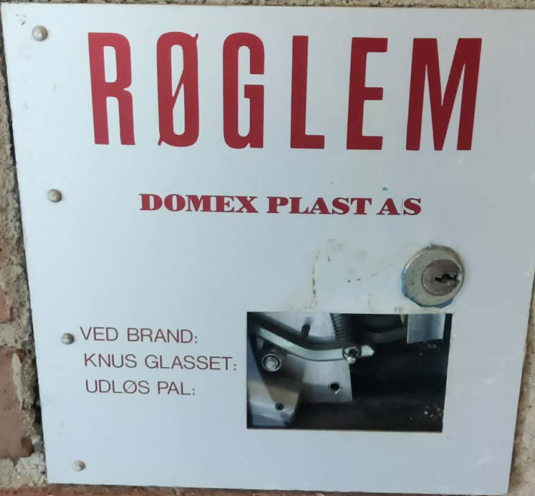 RØGLEM
DOMEX PLAST AS
VED BRAND:
KNUS GLASSET:
UDLØS PAL: